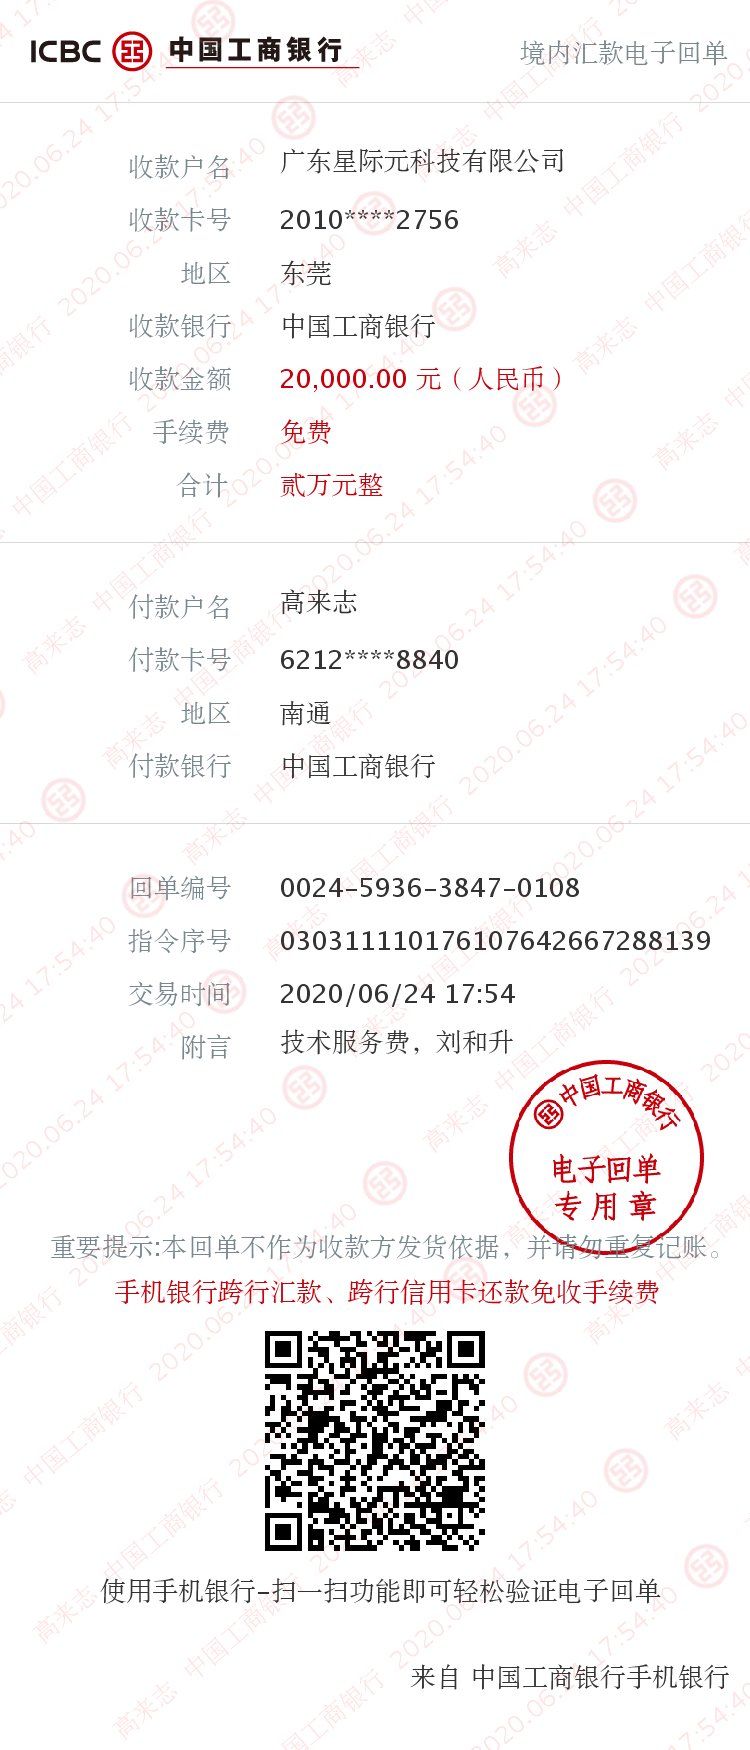 ICBC 中国工商银行 境内汇款电子回单
收款户名 广东星际元科技有限公司
收款卡号 2010****2756
地区 东莞
收款银行 中国工商银行
收款金额 20,000.00 元（人民币）
手续费 免费
合计 贰万元整
付款户名 高来志
付款卡号 6212****8840
地区 南通
付款银行 中国工商银行
回单编号 0024-5936-3847-0108
指令序号 030311110176107642667288139
交易时间 2020/06/24 17:54
附言 技术服务费，刘和升
中国工商银行
电子回单
专用章
重要提示:本回单不作为收款方发货依据，并请勿重复记账。
手机银行跨行汇款、跨行信用卡还款免收手续费
使用手机银行-扫一扫功能即可轻松验证电子回单
来自 中国工商银行手机银行
高来志 中国工商银行 2020.06.24 17:54:40